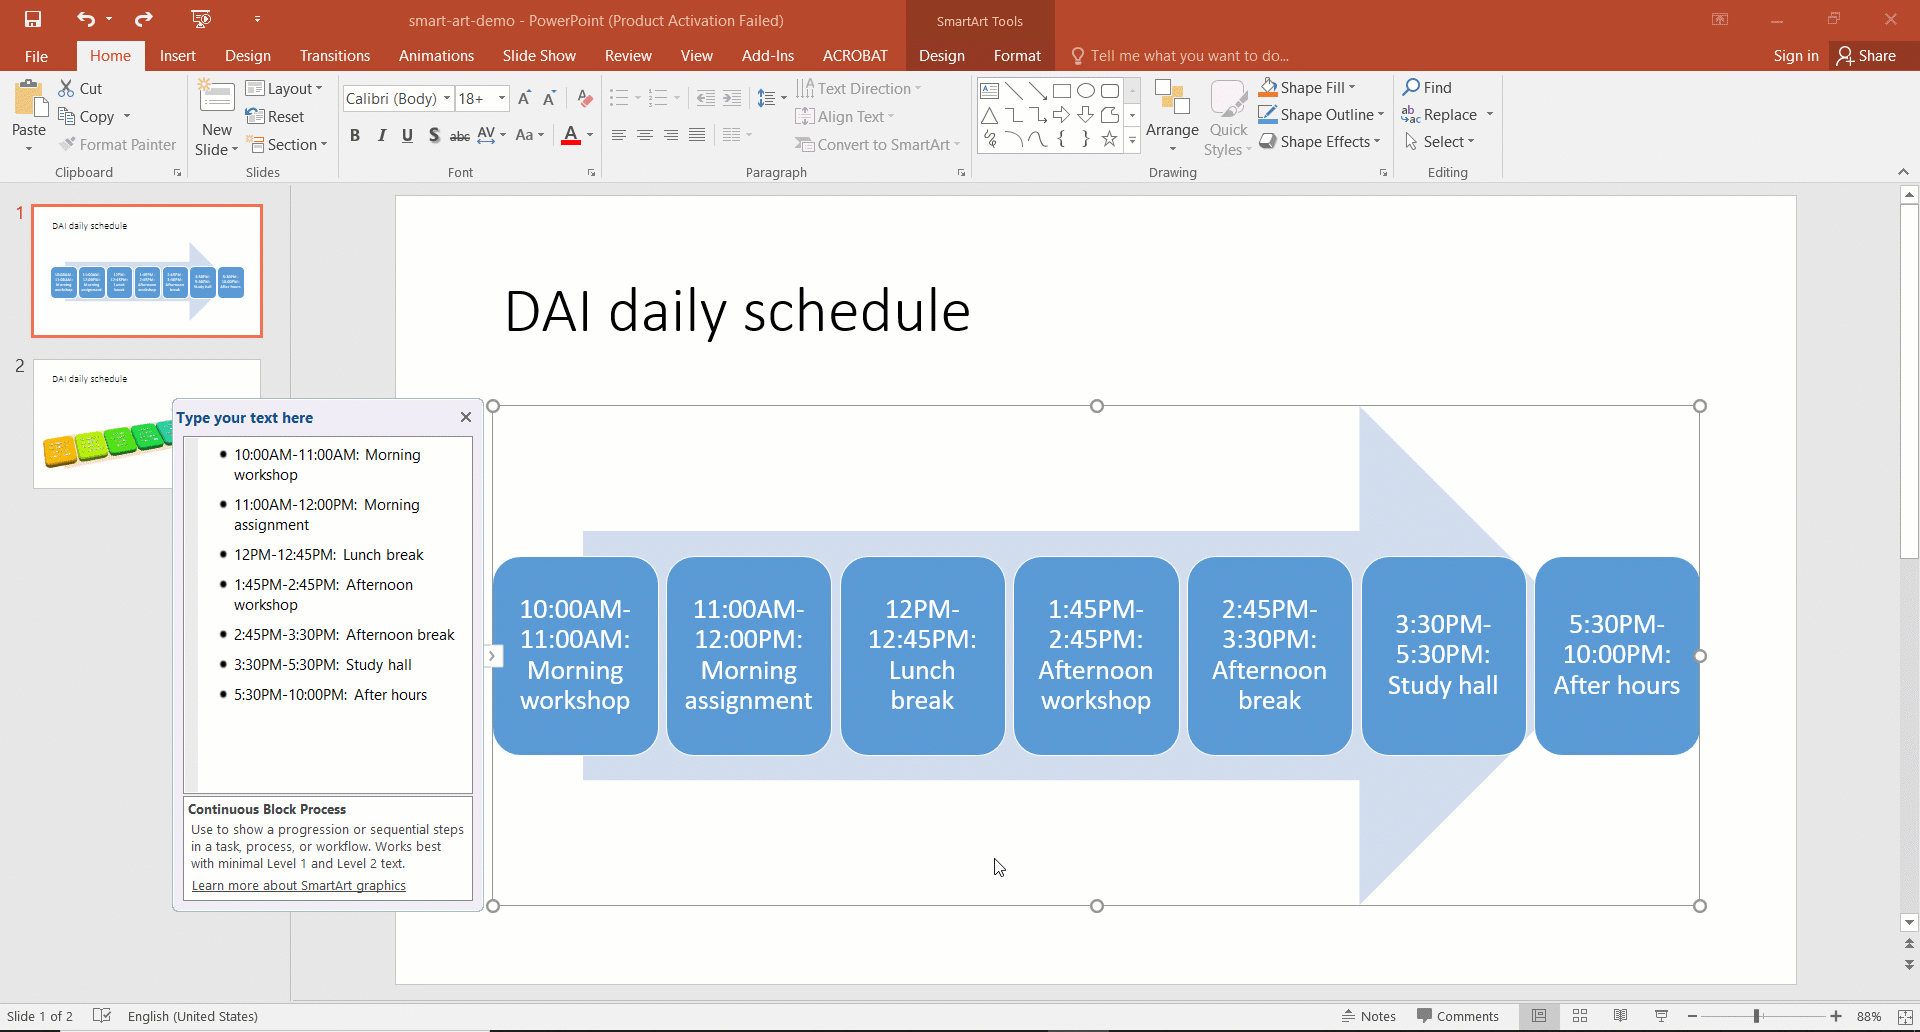 smart-art-demo - PowerPoint (Product Activation Failed)
SmartArt Tools
File Home Insert Design Transitions Animations Slide Show Review View Add-Ins ACROBAT Design Format Tell me what you want to do... Sign in Share
Paste
Cut
Copy
Format Painter
Clipboard
New
Slide
Layout
Reset
Section
Slides
Calibri (Body) 18+
B I U S abc AV Aa A
Font
Text Direction
Align Text
Convert to SmartArt
Paragraph
Arrange
Quick
Styles
Shape Fill
Shape Outline
Shape Effects
Drawing
Find
Replace
Select
Editing
1
DAI daily schedule
2
DAI daily schedule
Type your text here
10:00AM-11:00AM: Morning
workshop
11:00AM-12:00PM: Morning
assignment
12PM-12:45PM: Lunch break
1:45PM-2:45PM: Afternoon
workshop
2:45PM-3:30PM: Afternoon break
3:30PM-5:30PM: Study hall
5:30PM-10:00PM: After hours
Continuous Block Process
Use to show a progression or sequential steps
in a task, process, or workflow. Works best
with minimal Level 1 and Level 2 text.
Learn more about SmartArt graphics
DAI daily schedule
10:00AM-
11:00AM:
Morning
workshop
11:00AM-
12:00PM:
Morning
assignment
12PM-
12:45PM:
Lunch
break
1:45PM-
2:45PM:
Afternoon
workshop
2:45PM-
3:30PM:
Afternoon
break
3:30PM-
5:30PM:
Study hall
5:30PM-
10:00PM:
After hours
Slide 1 of 2 English (United States) Notes Comments 88%